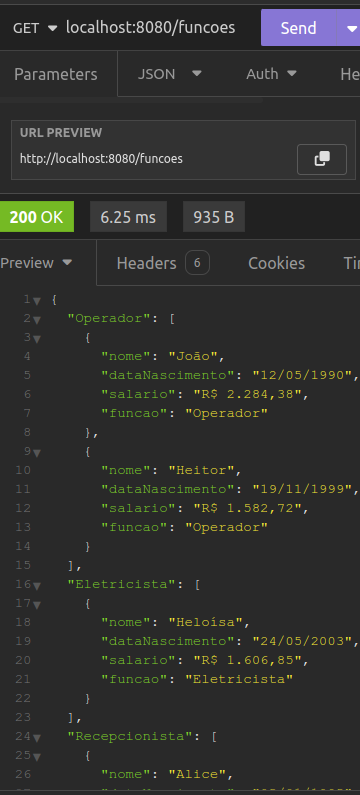 GET localhost:8080/funcoes Send
Parameters JSON Auth He
URL PREVIEW
http://localhost:8080/funcoes
200 OK 6.25 ms 935 B
Preview Headers 6 Cookies Tir
1 {
2 "Operador": [
3 {
4 "nome": "João",
5 "dataNascimento": "12/05/1990",
6 "salario": "R$ 2.284,38",
7 "funcao": "Operador"
8 },
9 {
10 "nome": "Heitor",
11 "dataNascimento": "19/11/1999",
12 "salario": "R$ 1.582,72",
13 "funcao": "Operador"
14 }
15 ],
16 "Eletricista": [
17 {
18 "nome": "Heloísa",
19 "dataNascimento": "24/05/2003",
20 "salario": "R$ 1.606,85",
21 "funcao": "Eletricista"
22 }
23 ],
24 "Recepcionista": [
25 {
26 "nome": "Alice",